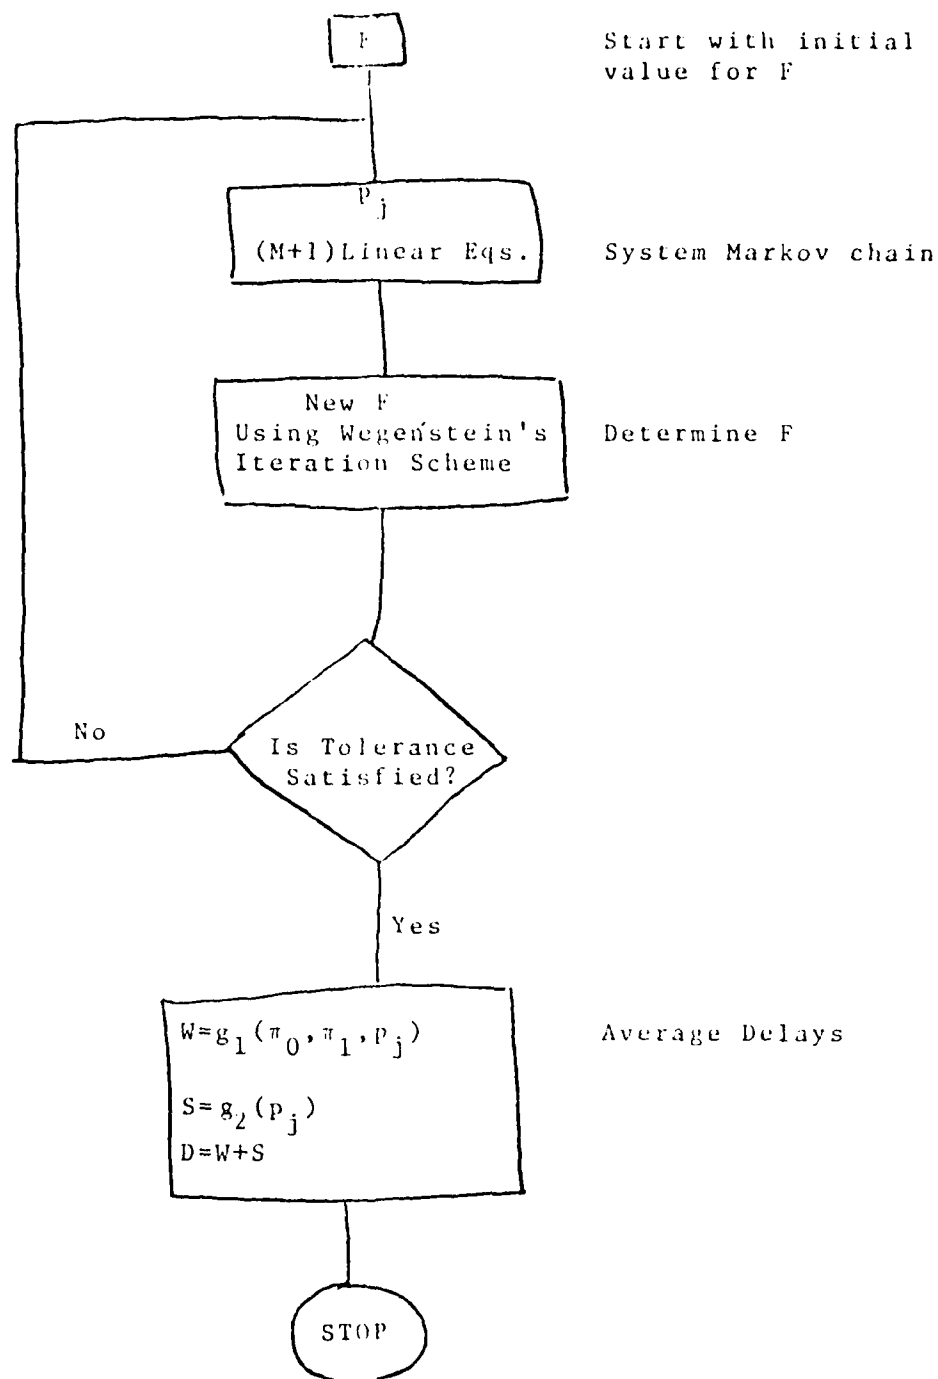 F
Start with initial
value for F
P_j
(M+1)Linear Eqs.
System Markov chain
New F
Using Wegenstein's
Iteration Scheme
Determine F
No
Is Tolerance
Satisfied?
Yes
W=g_1(π_0,π_1,p_j)
Average Delays
S=g_2(p_j)
D=W+S
STOP